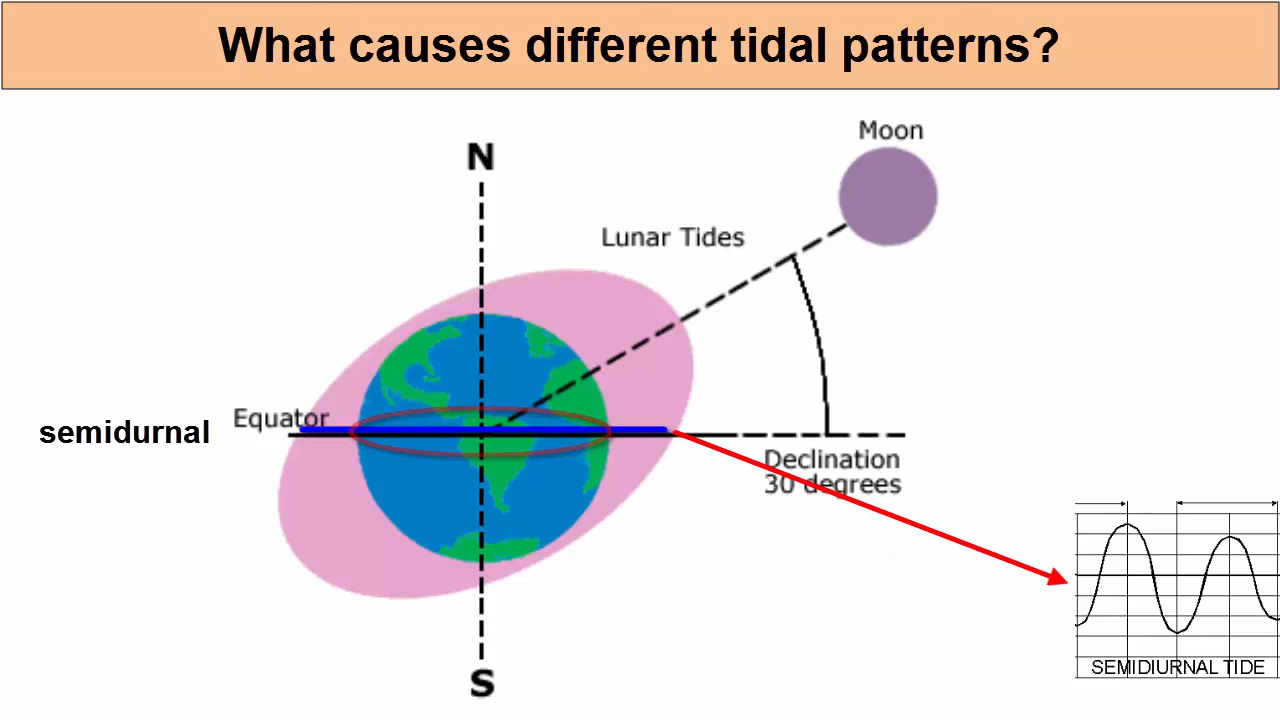 What causes different tidal patterns?
Moon
N
Lunar Tides
Equator
semidurnal
Declination
30 degrees
SEMIDIURNAL TIDE
S